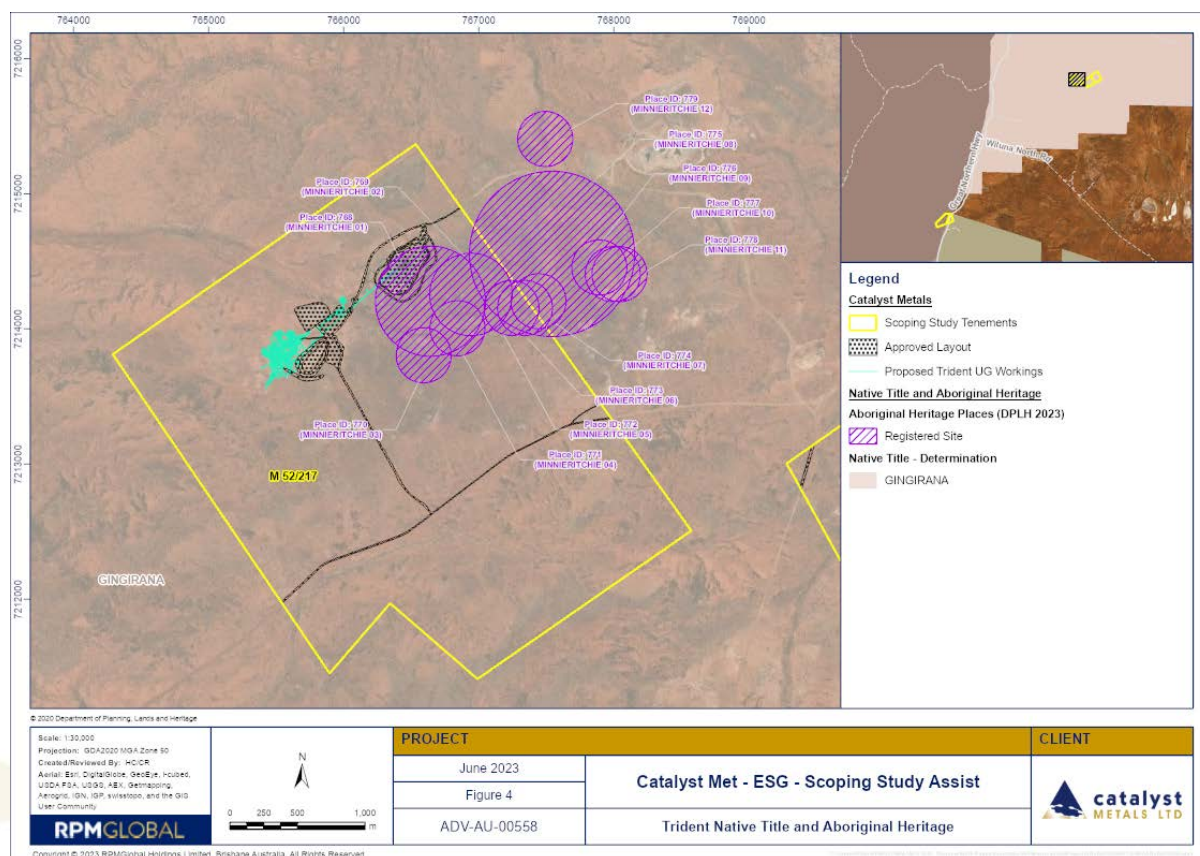 764000
765000
766000
767000
768000
769000
7216000
7215000
7214000
7213000
7212000
Place ID: 779
(MINNIERITCHIE 12)
Place ID: 775
(MINNIERITCHIE 08)
Place ID: 776
(MINNIERITCHIE 09)
Place ID: 777
(MINNIERITCHIE 10)
Place ID: 778
(MINNIERITCHIE 11)
Place ID: 769
(MINNIERITCHIE 02)
Place ID: 768
(MINNIERITCHIE 01)
Place ID: 774
(MINNIERITCHIE 07)
Place ID: 773
(MINNIERITCHIE 06)
Place ID: 772
(MINNIERITCHIE 05)
Place ID: 771
(MINNIERITCHIE 04)
Place ID: 770
(MINNIERITCHIE 03)
M 52/217
GINGIRANA
Great Northern Hwy
Legend
Catalyst Metals
Scoping Study Tenements
Approved Layout
Proposed Trident UG Workings
Native Title and Aboriginal Heritage
Aboriginal Heritage Places (DPLH 2023)
Registered Site
Native Title - Determination
GINGIRANA
© 2020 Department of Planning, Lands and Heritage
Scale: 1:30,000
Projection: GDA2020 MGA Zone 50
Created/Reviewed By: HC/CR
Aerial: Esri, DigitalGlobe, GeoEye, i-cubed,
USDA FSA, USGS, AEX, Getmapping,
Aerogrid, IGN, IGP, swisstopo, and the GIS
User Community
RPMGLOBAL
N
0 250 500 1,000
m
PROJECT
June 2023
Figure 4
ADV-AU-00558
Catalyst Met - ESG - Scoping Study Assist
Trident Native Title and Aboriginal Heritage
CLIENT
catalyst
METALS LTD
Copyright © 2023 RPMGlobal Holdings Limited, Brisbane Australia. All Rights Reserved